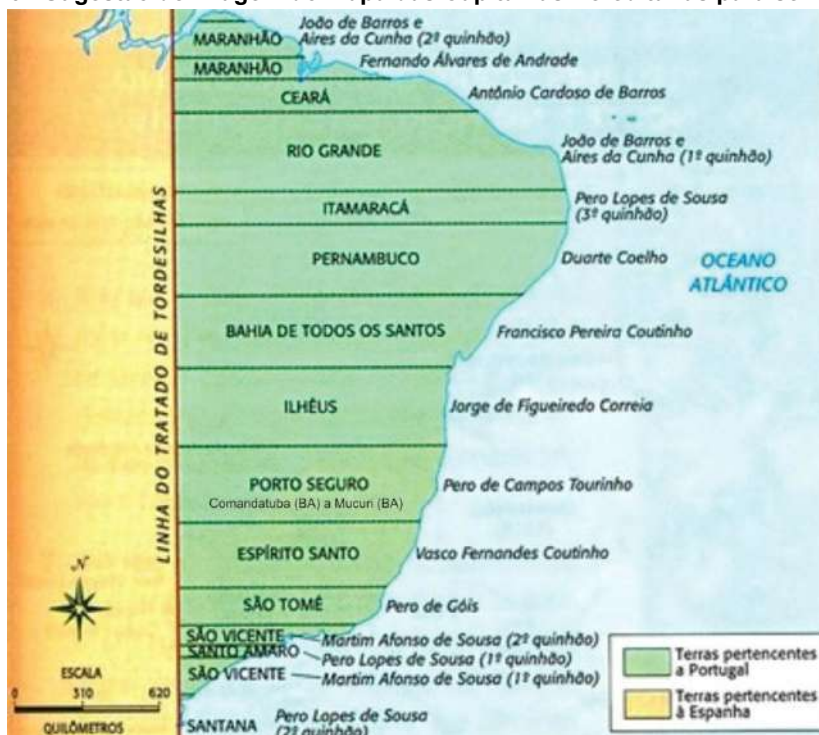 MARANHÃO
João de Barros e
Aires da Cunha (2º quinhão)
MARANHÃO
Fernando Álvares de Andrade
CEARÁ
Antônio Cardoso de Barros
RIO GRANDE
João de Barros e
Aires da Cunha (1º quinhão)
ITAMARACÁ
Pero Lopes de Sousa
(3º quinhão)
PERNAMBUCO
Duarte Coelho
OCEANO
ATLÂNTICO
BAHIA DE TODOS OS SANTOS
Francisco Pereira Coutinho
LINHA DO TRATADO DE TORDESILHAS
ILHÉUS
Jorge de Figueiredo Correia
PORTO SEGURO
Comandatuba (BA) a Mucuri (BA)
Pero de Campos Tourinho
ESPÍRITO SANTO
Vasco Fernandes Coutinho
N
SÃO TOMÉ
Pero de Góis
SÃO VICENTE
Martim Afonso de Sousa (2º quinhão)
SANTO AMARO
Pero Lopes de Sousa (1º quinhão)
SÃO VICENTE
Martim Afonso de Sousa (1º quinhão)
SANTANA
Pero Lopes de Sousa
(2º quinhão)
ESCALA
0 310 620
QUILÔMETROS
Terras pertencentes
a Portugal
Terras pertencentes
à Espanha